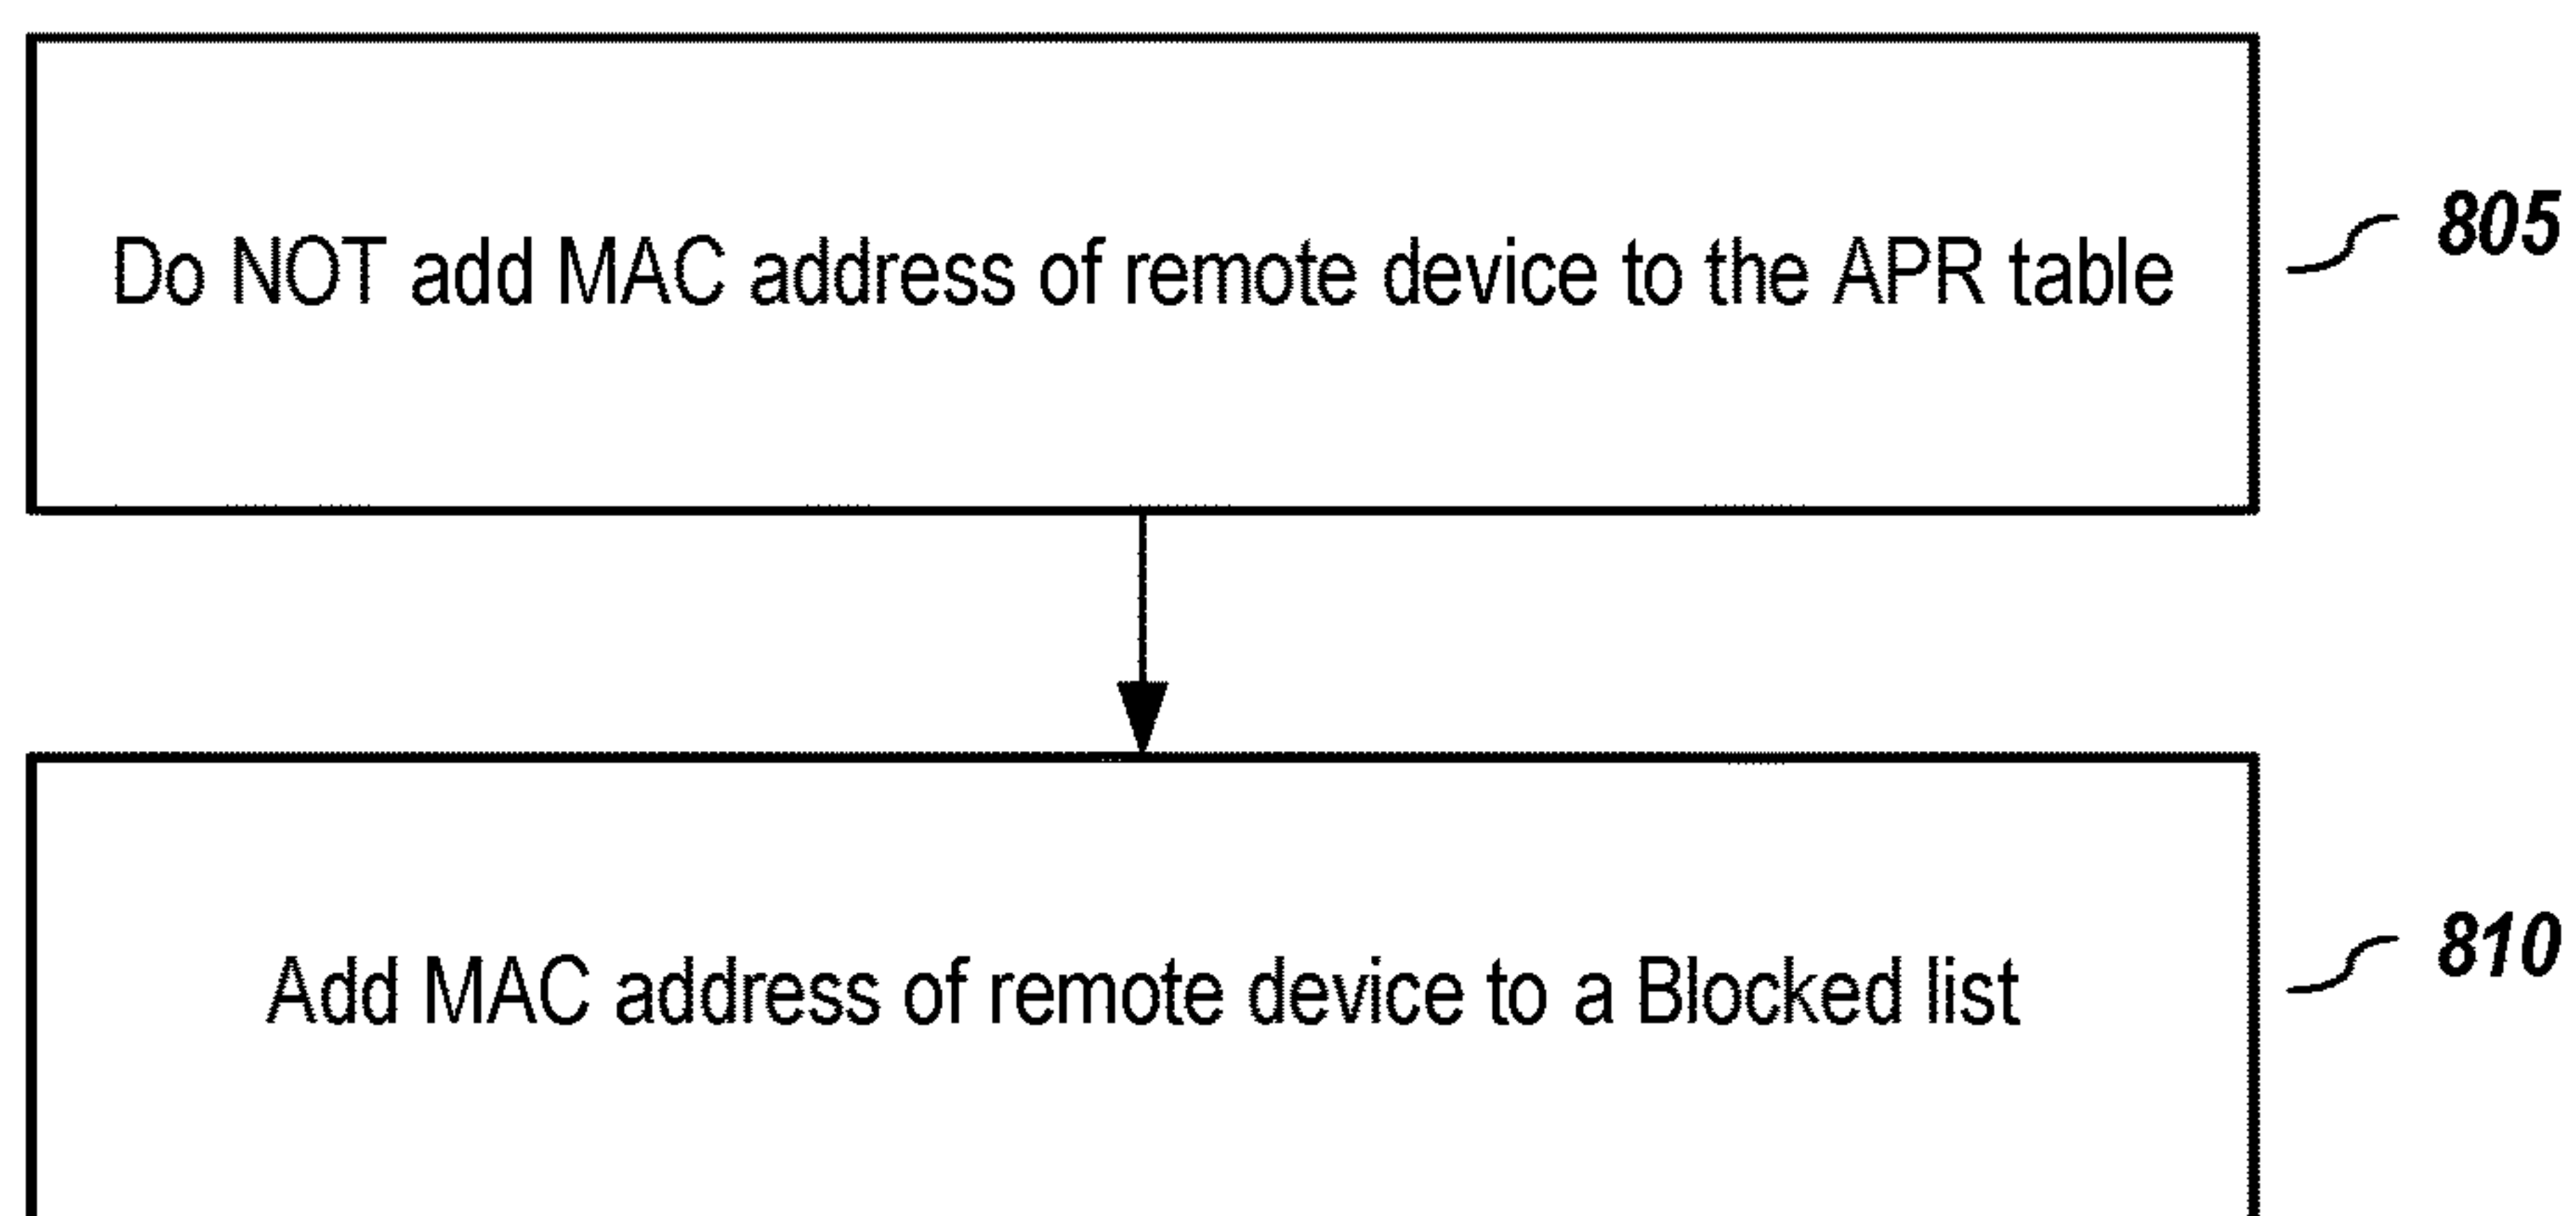 Do NOT add MAC address of remote device to the APR table
805
Add MAC address of remote device to a Blocked list
810